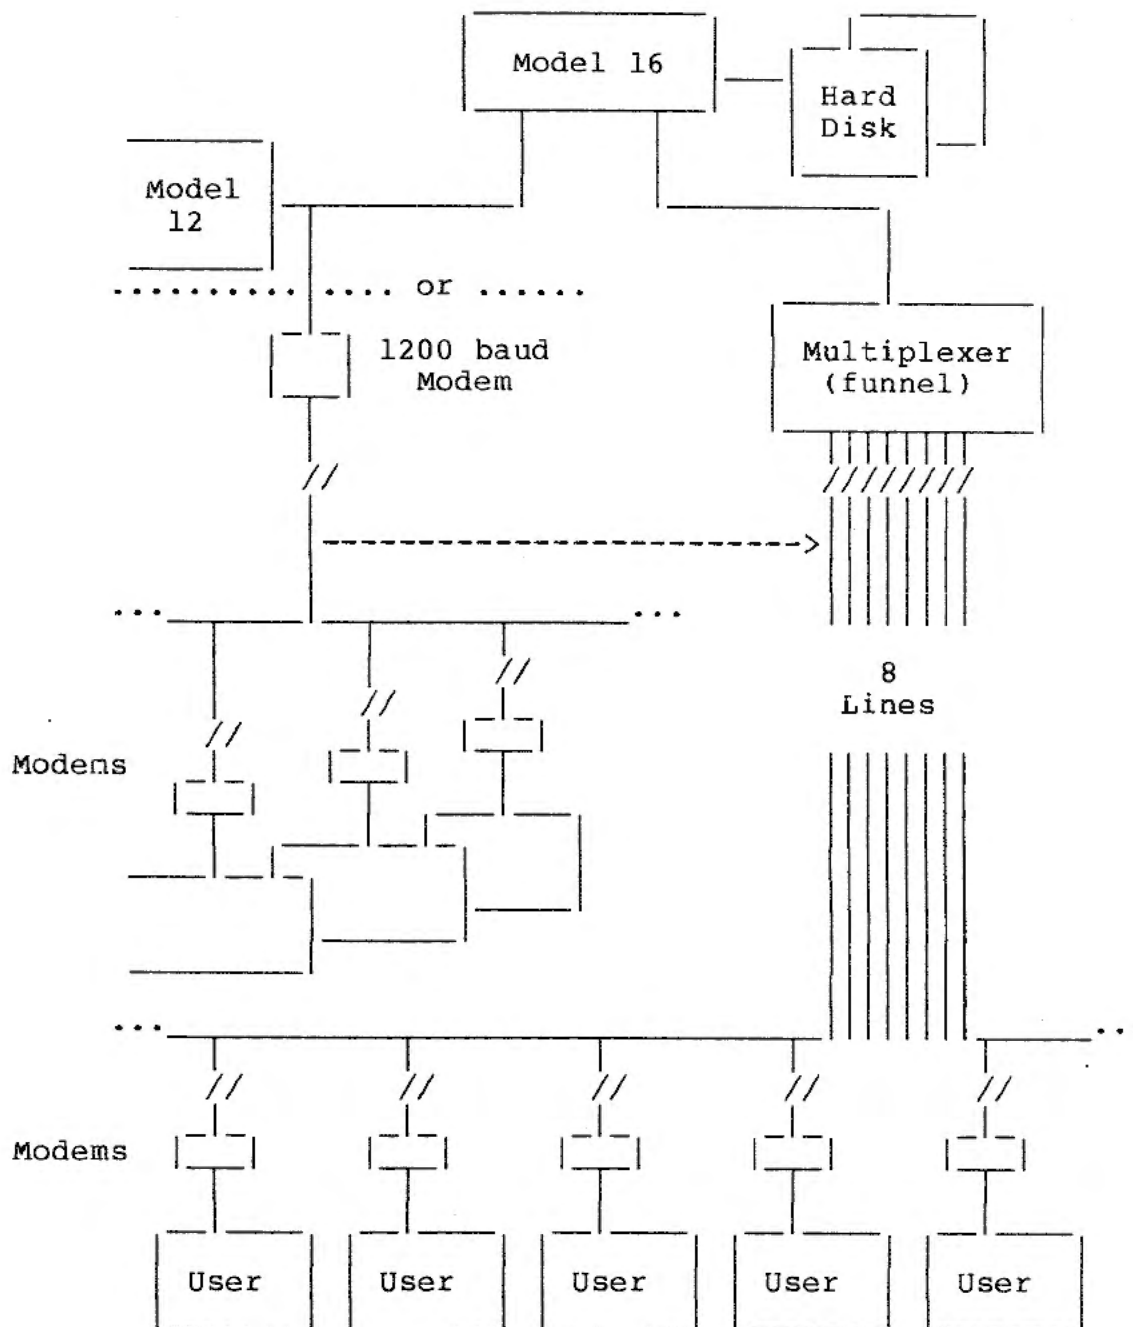 Model 16
Hard
Disk
Model
12
.......... .... or ......
1200 baud
Modem
Multiplexer
(funnel)
8
Lines
Modems
Modems
User
User
User
User
User